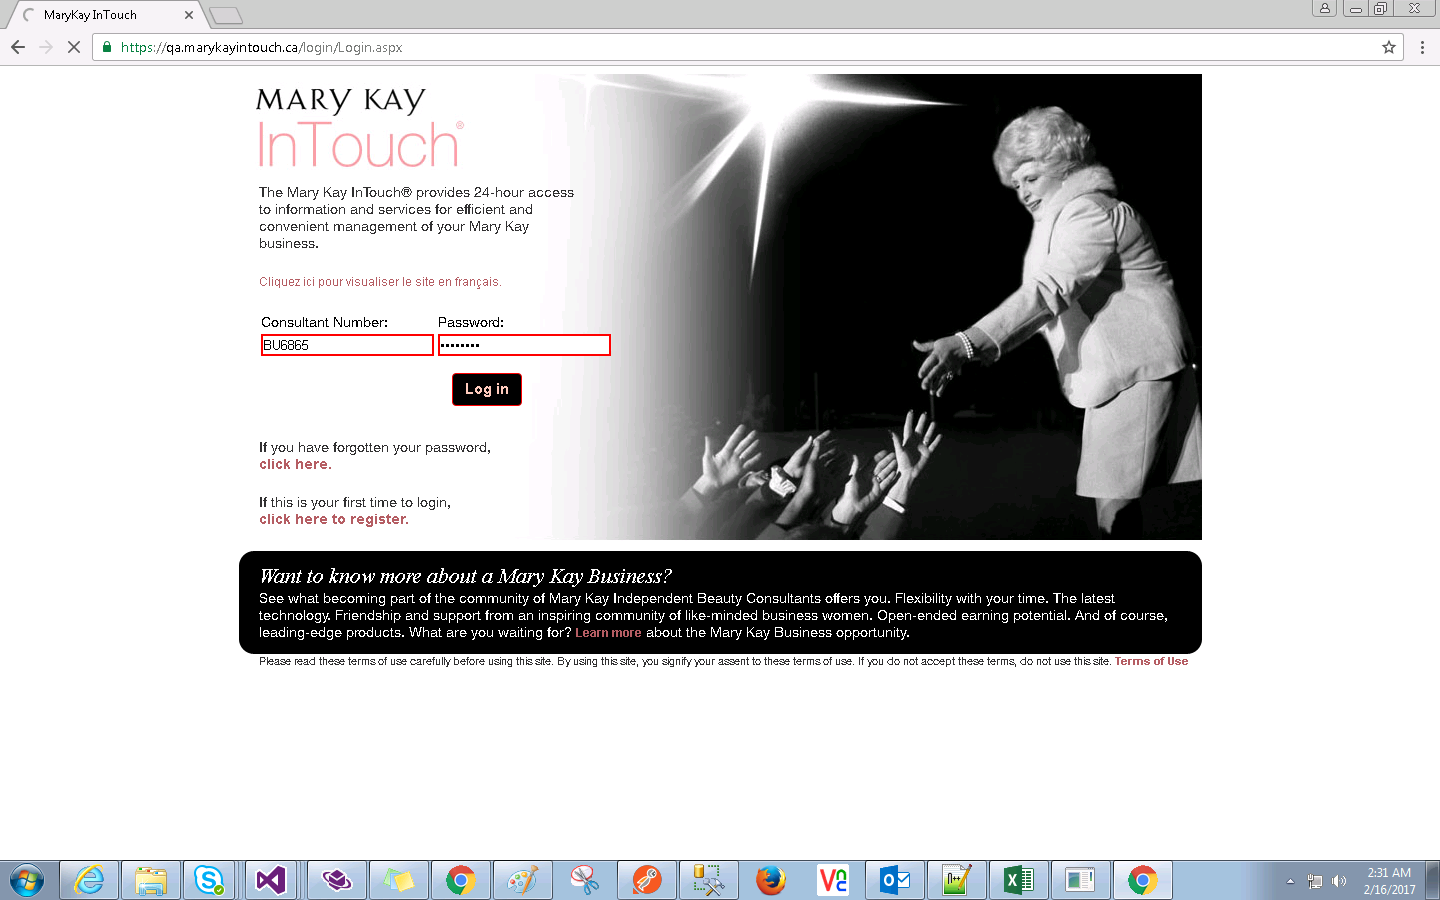 MaryKay InTouch
https://qa.marykayintouch.ca/login/Login.aspx
MARY KAY
InTouch®
The Mary Kay InTouch® provides 24-hour access
to information and services for efficient and
convenient management of your Mary Kay
business.
Cliquez ici pour visualiser le site en français.
Consultant Number: Password:
BU6865 ••••••••
Log in
If you have forgotten your password,
click here.
If this is your first time to login,
click here to register.
Want to know more about a Mary Kay Business?
See what becoming part of the community of Mary Kay Independent Beauty Consultants offers you. Flexibility with your time. The latest
technology. Friendship and support from an inspiring community of like-minded business women. Open-ended earning potential. And of course,
leading-edge products. What are you waiting for? Learn more about the Mary Kay Business opportunity.
Please read these terms of use carefully before using this site. By using this site, you signify your assent to these terms of use. If you do not accept these terms, do not use this site. Terms of Use
2:31 AM
2/16/2017